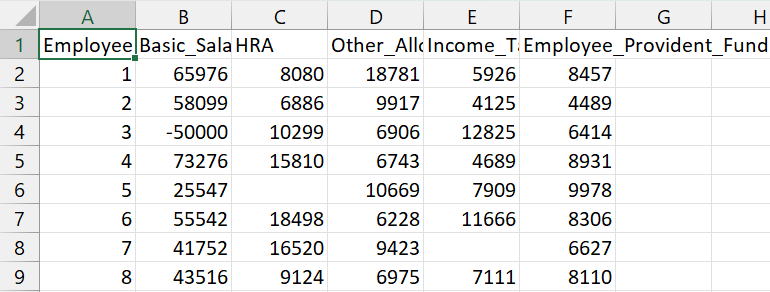 A B C D E F G H
1 Employee Basic_Sala HRA Other_Allo Income_Ta Employee_Provident_Fund
2 1 65976 8080 18781 5926 8457
3 2 58099 6886 9917 4125 4489
4 3 -50000 10299 6906 12825 6414
5 4 73276 15810 6743 4689 8931
6 5 25547 10669 7909 9978
7 6 55542 18498 6228 11666 8306
8 7 41752 16520 9423 6627
9 8 43516 9124 6975 7111 8110